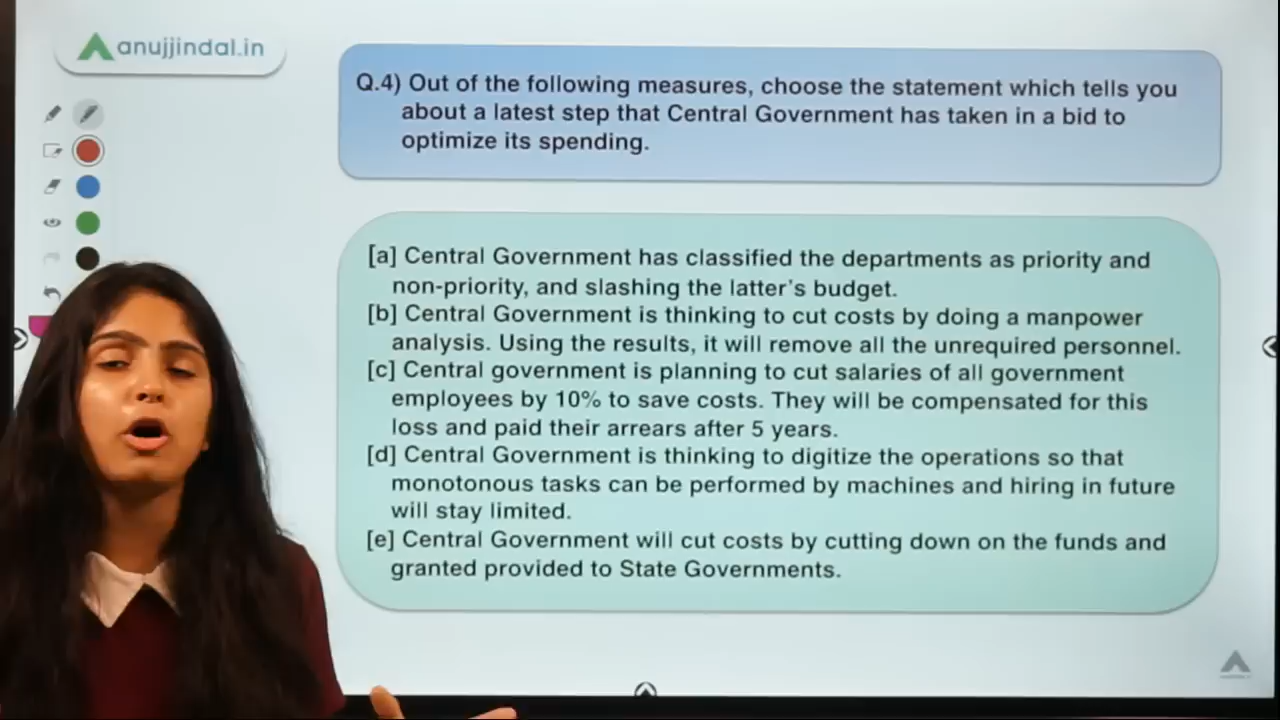 anujjindal.in
Q.4) Out of the following measures, choose the statement which tells you
about a latest step that Central Government has taken in a bid to
optimize its spending.
[a] Central Government has classified the departments as priority and
non-priority, and slashing the latter's budget.
[b] Central Government is thinking to cut costs by doing a manpower
analysis. Using the results, it will remove all the unrequired personnel.
[c] Central government is planning to cut salaries of all government
employees by 10% to save costs. They will be compensated for this
loss and paid their arrears after 5 years.
[d] Central Government is thinking to digitize the operations so that
monotonous tasks can be performed by machines and hiring in future
will stay limited.
[e] Central Government will cut costs by cutting down on the funds and
granted provided to State Governments.